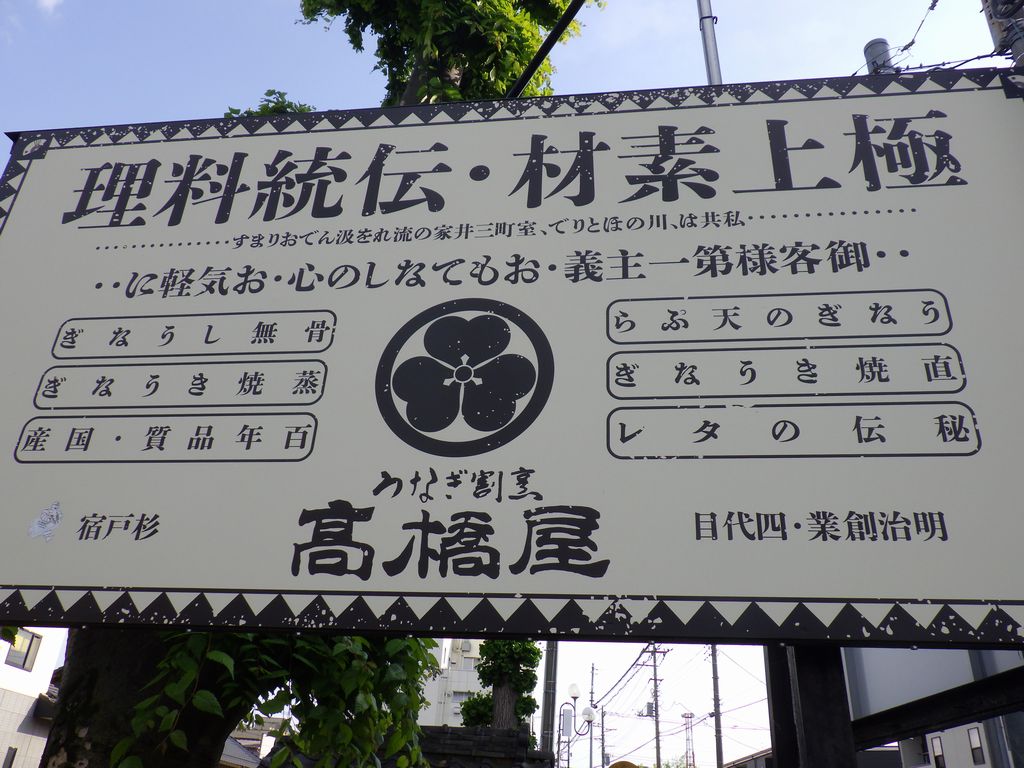 極上素材・伝統料理
……………私共は、川のほとりで、室町三井家の流れを汲んでおります……………
‥御客様第一主義・おもてなしの心・お気軽に‥
うなぎの天ぷら
直焼きうなぎ
秘伝のタレ
骨無しうなぎ
蒸焼きうなぎ
百年品質・国産
うなぎ割烹
高橋屋
明治創業・四代目
杉戸宿